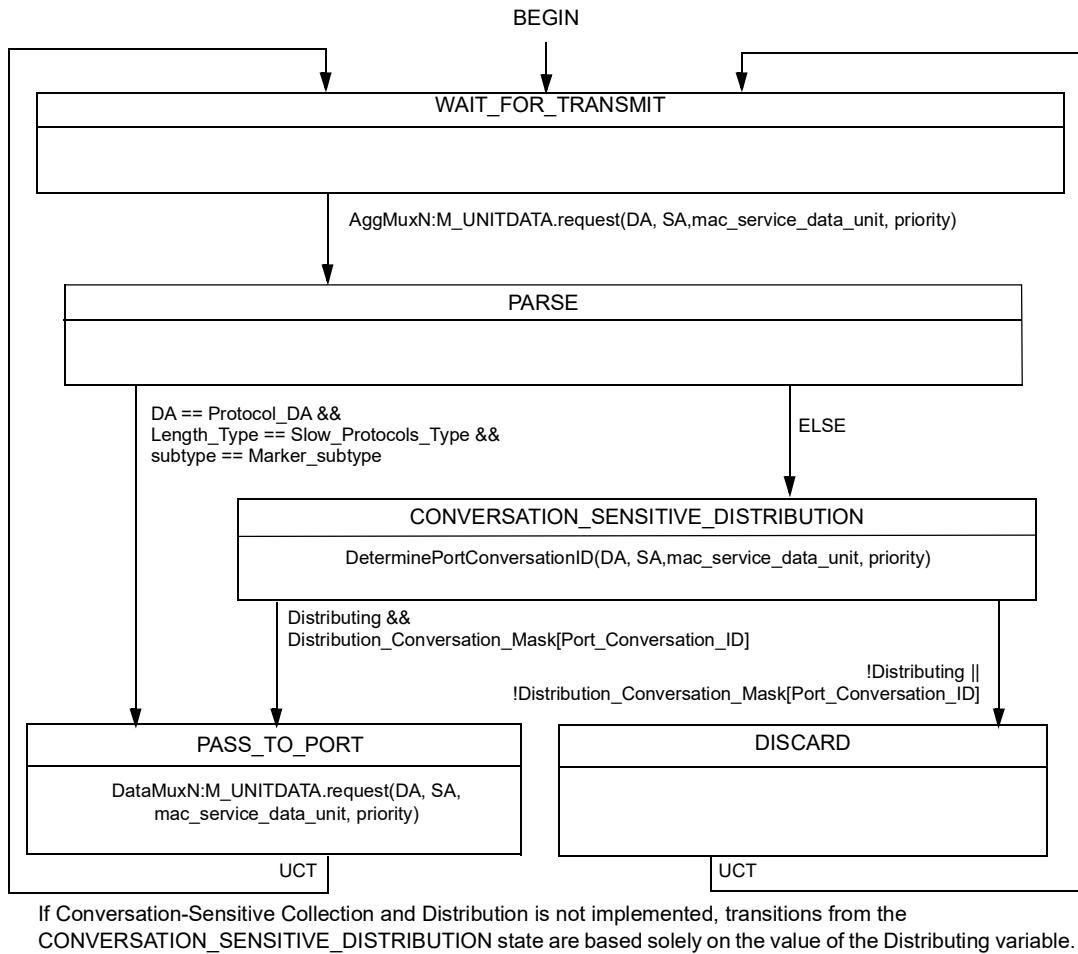 BEGIN
WAIT_FOR_TRANSMIT
AggMuxN:M_UNITDATA.request(DA, SA,mac_service_data_unit, priority)
PARSE
DA == Protocol_DA &&
Length_Type == Slow_Protocols_Type &&
subtype == Marker_subtype
ELSE
CONVERSATION_SENSITIVE_DISTRIBUTION
DeterminePortConversationID(DA, SA,mac_service_data_unit, priority)
Distributing &&
Distribution_Conversation_Mask[Port_Conversation_ID]
!Distributing ||
!Distribution_Conversation_Mask[Port_Conversation_ID]
PASS_TO_PORT
DataMuxN:M_UNITDATA.request(DA, SA,
mac_service_data_unit, priority)
UCT
DISCARD
UCT
If Conversation-Sensitive Collection and Distribution is not implemented, transitions from the
CONVERSATION_SENSITIVE_DISTRIBUTION state are based solely on the value of the Distributing variable.